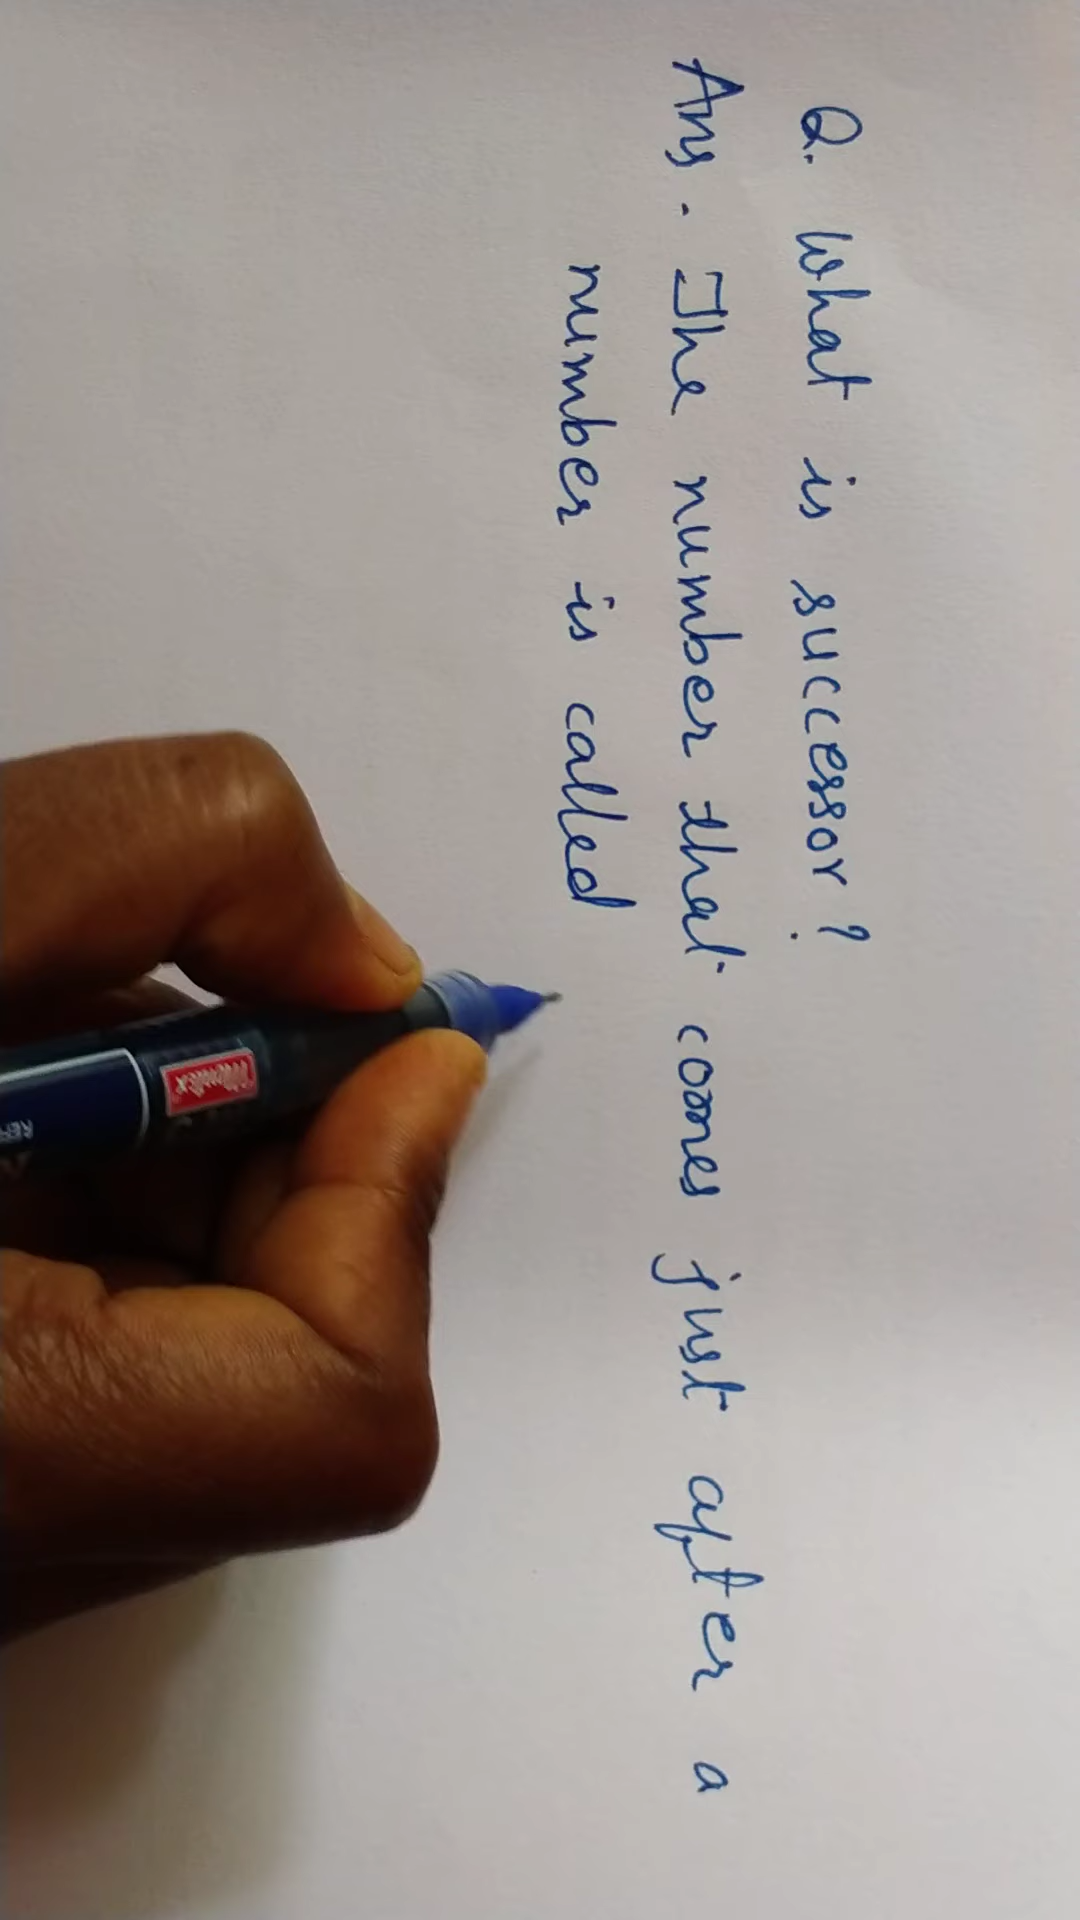 Q. What is successor?
Ans. The number that comes just after a
number is called